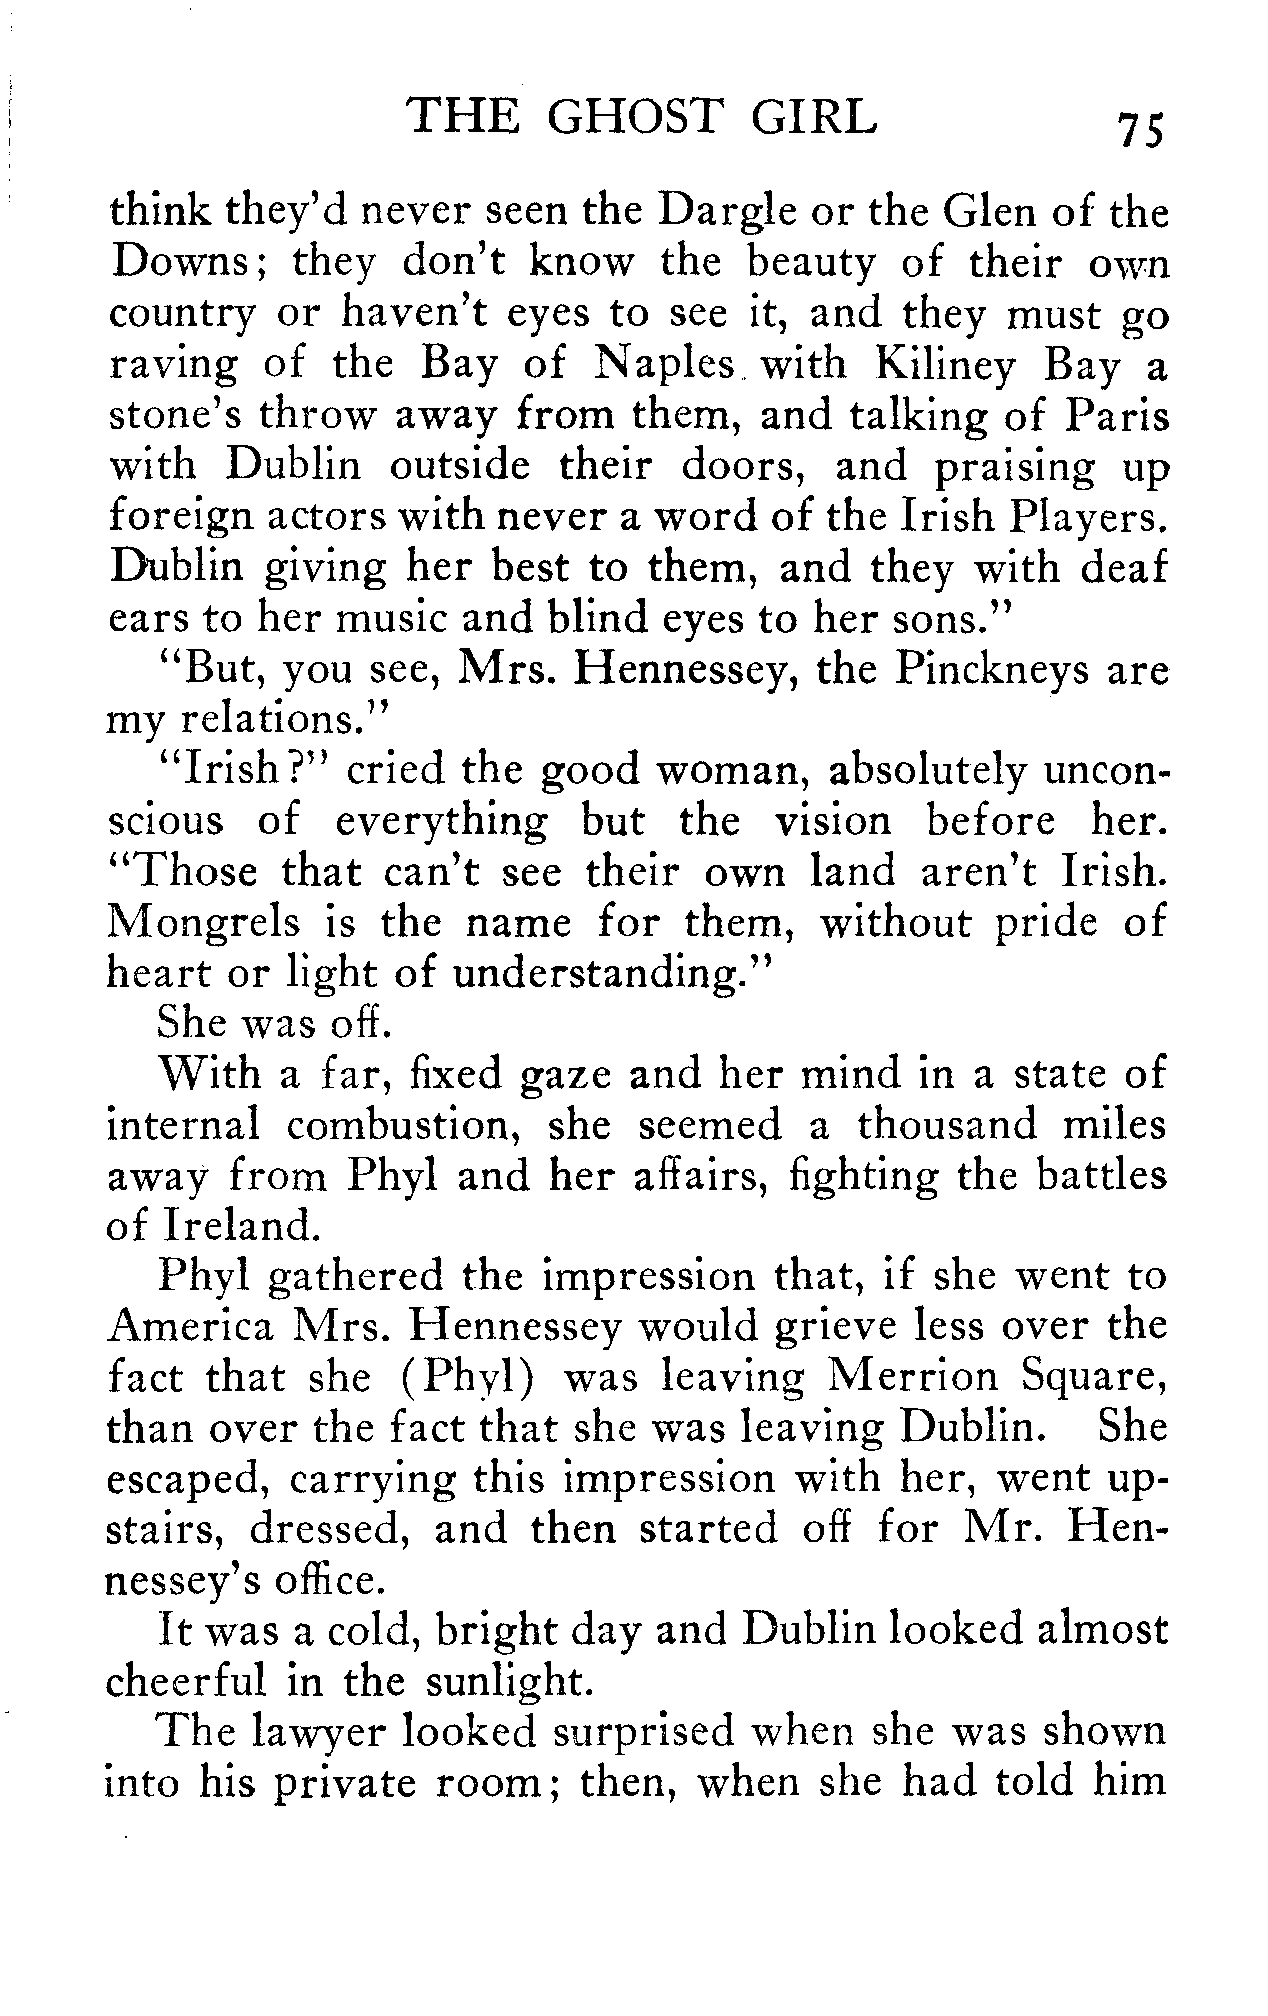 THE GHOST GIRL 75
think they'd never seen the Dargle or the Glen of the
Downs; they don't know the beauty of their own
country or haven't eyes to see it, and they must go
raving of the Bay of Naples with Kiliney Bay a
stone's throw away from them, and talking of Paris
with Dublin outside their doors, and praising up
foreign actors with never a word of the Irish Players.
Dublin giving her best to them, and they with deaf
ears to her music and blind eyes to her sons."
"But, you see, Mrs. Hennessey, the Pinckneys are
my relations."
"Irish?" cried the good woman, absolutely uncon-
scious of everything but the vision before her.
"Those that can't see their own land aren't Irish.
Mongrels is the name for them, without pride of
heart or light of understanding."
She was off.
With a far, fixed gaze and her mind in a state of
internal combustion, she seemed a thousand miles
away from Phyl and her affairs, fighting the battles
of Ireland.
Phyl gathered the impression that, if she went to
America Mrs. Hennessey would grieve less over the
fact that she (Phyl) was leaving Merrion Square,
than over the fact that she was leaving Dublin. She
escaped, carrying this impression with her, went up-
stairs, dressed, and then started off for Mr. Hen-
nessey's office.
It was a cold, bright day and Dublin looked almost
cheerful in the sunlight.
The lawyer looked surprised when she was shown
into his private room; then, when she had told him